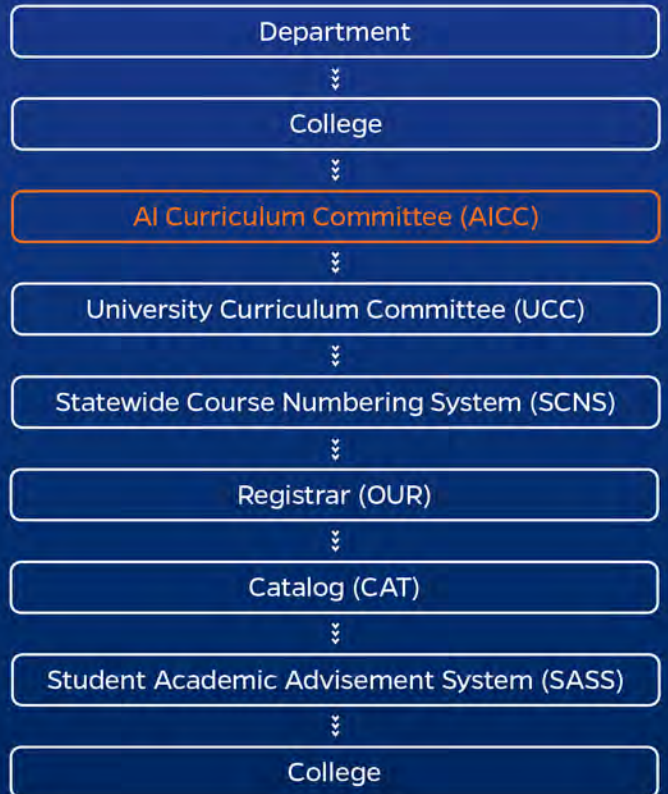 Department
College
AI Curriculum Committee (AICC)
University Curriculum Committee (UCC)
Statewide Course Numbering System (SCNS)
Registrar (OUR)
Catalog (CAT)
Student Academic Advisement System (SASS)
College